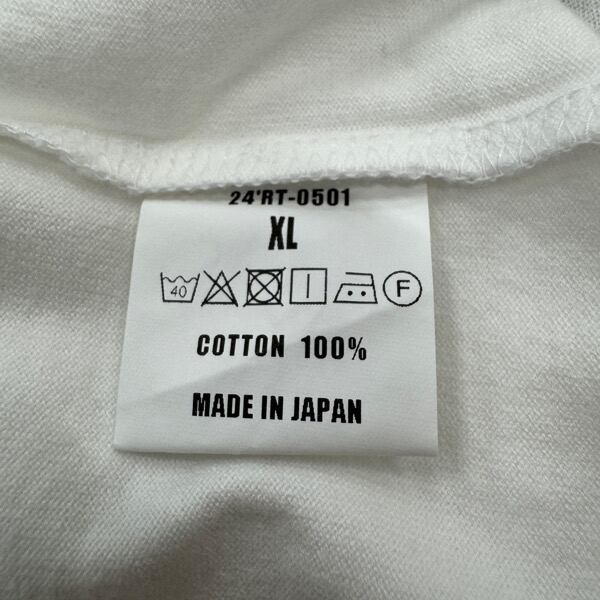 24'RT-0501
XL
40 F
COTTON 100%
MADE IN JAPAN